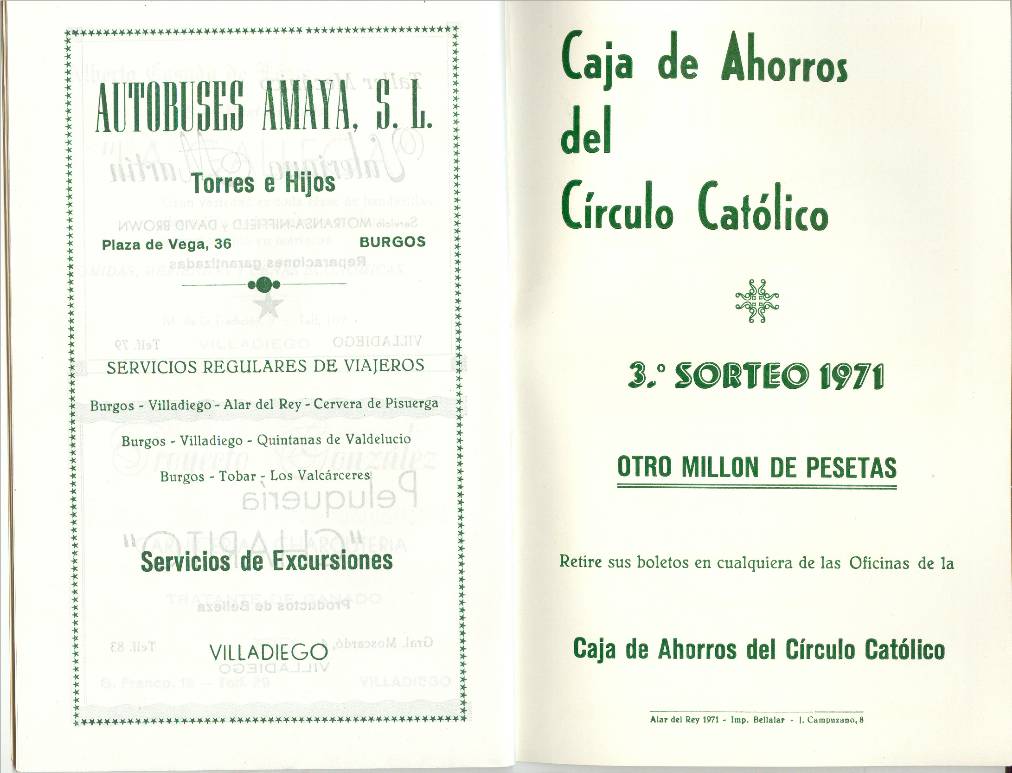 AUTOBUSES AMAYA, S. L.
Torres e Hijos
Plaza de Vega, 36 BURGOS
SERVICIOS REGULARES DE VIAJEROS
Burgos - Villadiego - Alar del Rey - Cervera de Pisuerga
Burgos - Villadiego - Quintanas de Valdelucio
Burgos - Tobar - Los Valcárceres
Servicios de Excursiones
VILLADIEGO
Caja de Ahorros
del
Círculo Católico
3.º SORTEO 1971
OTRO MILLON DE PESETAS
Retire sus boletos en cualquiera de las Oficinas de la
Caja de Ahorros del Círculo Católico
Alar del Rey 1971 - Imp. Bellalar - J. Campuzano, 8